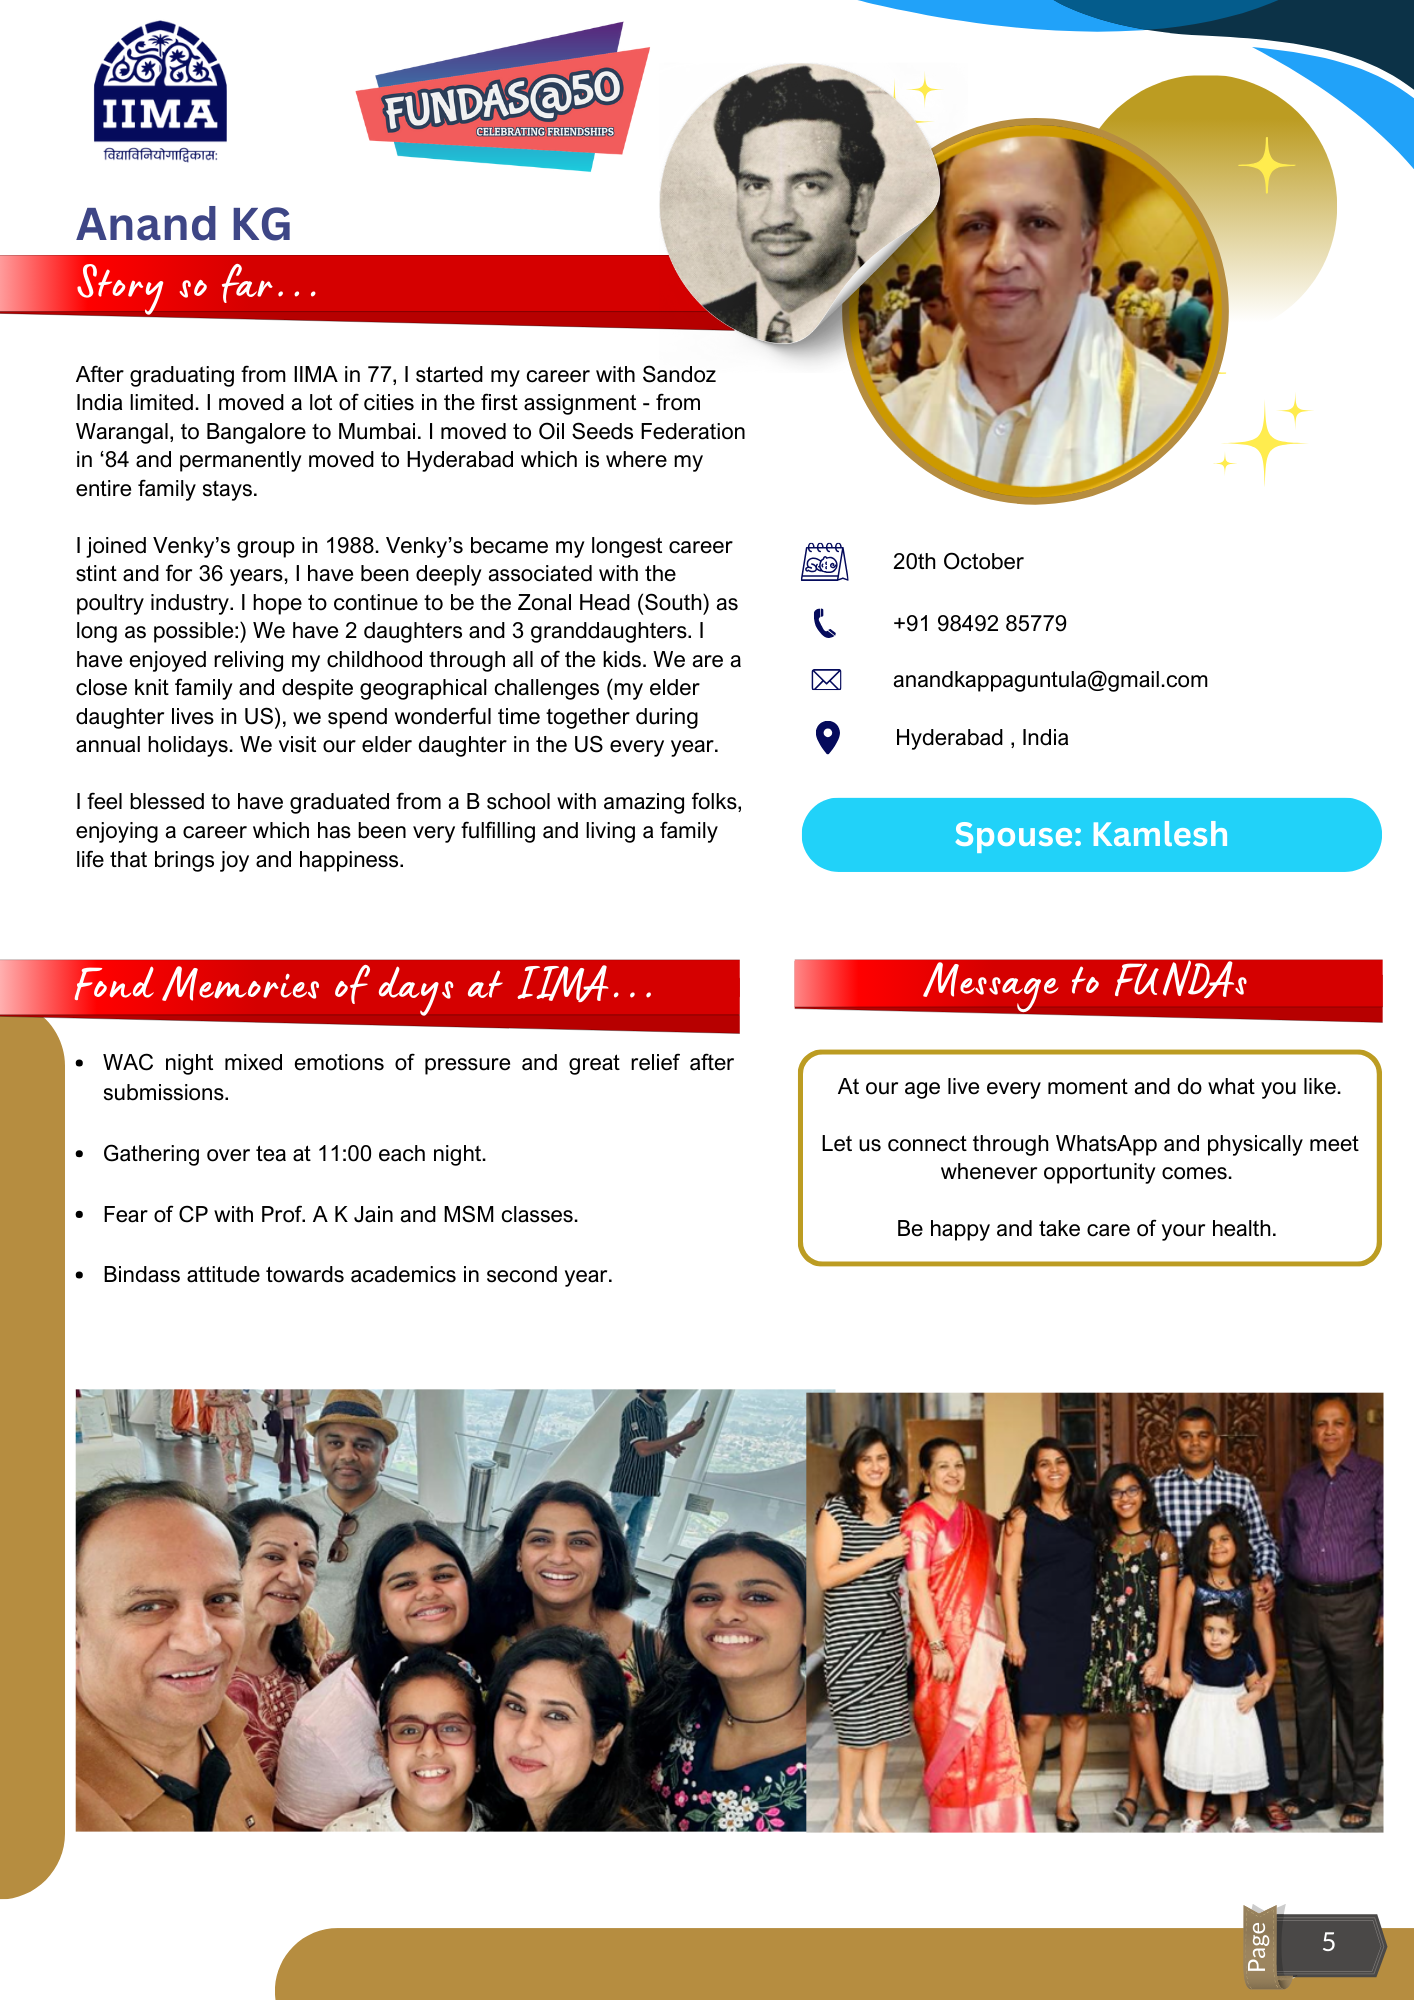 IIMA
विद्याविनियोगाद्विकास:
FUNDAS@50
CELEBRATING FRIENDSHIPS
Anand KG
Story so far...
After graduating from IIMA in 77, I started my career with Sandoz
India limited. I moved a lot of cities in the first assignment - from
Warangal, to Bangalore to Mumbai. I moved to Oil Seeds Federation
in ‘84 and permanently moved to Hyderabad which is where my
entire family stays.
I joined Venky’s group in 1988. Venky’s became my longest career
stint and for 36 years, I have been deeply associated with the
poultry industry. I hope to continue to be the Zonal Head (South) as
long as possible:) We have 2 daughters and 3 granddaughters. I
have enjoyed reliving my childhood through all of the kids. We are a
close knit family and despite geographical challenges (my elder
daughter lives in US), we spend wonderful time together during
annual holidays. We visit our elder daughter in the US every year.
I feel blessed to have graduated from a B school with amazing folks,
enjoying a career which has been very fulfilling and living a family
life that brings joy and happiness.
20th October
+91 98492 85779
anandkappaguntula@gmail.com
Hyderabad , India
Spouse: Kamlesh
Fond Memories of days at IIMA...
• WAC night mixed emotions of pressure and great relief after
submissions.
• Gathering over tea at 11:00 each night.
• Fear of CP with Prof. A K Jain and MSM classes.
• Bindass attitude towards academics in second year.
Message to FUNDAs
At our age live every moment and do what you like.
Let us connect through WhatsApp and physically meet
whenever opportunity comes.
Be happy and take care of your health.
Page
5